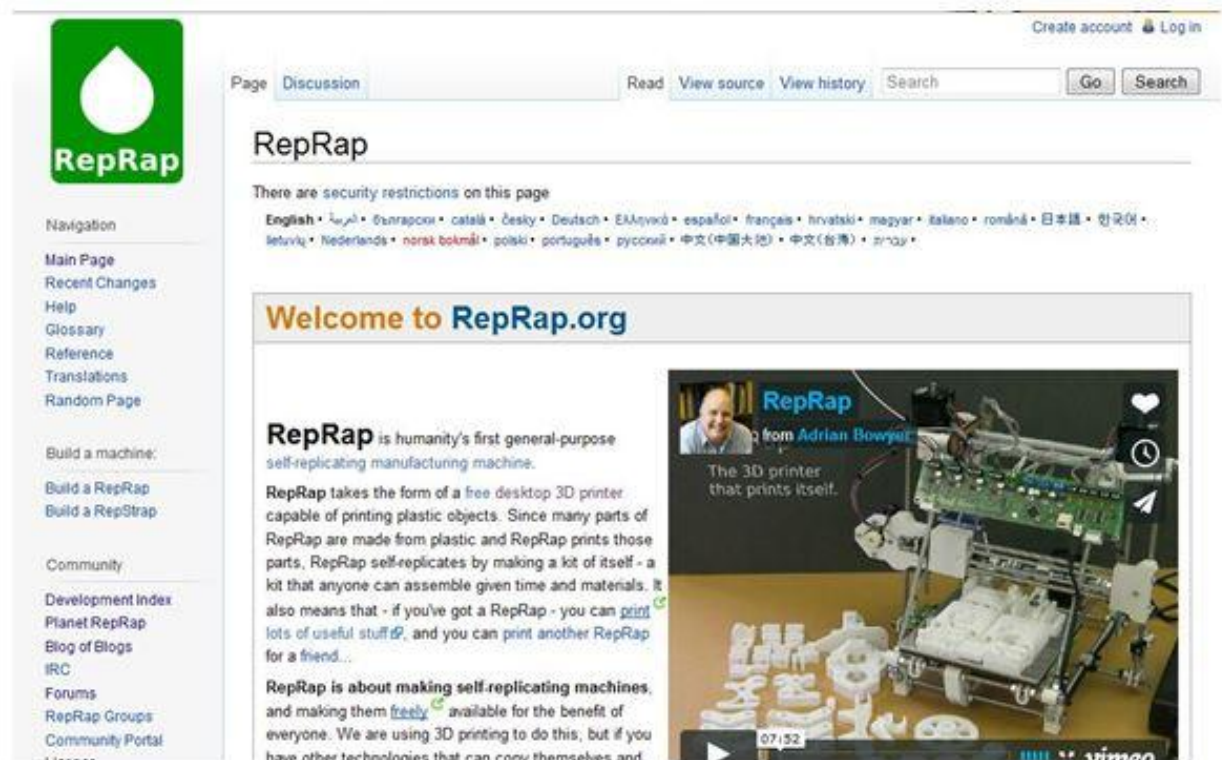 Create account Log in
Page Discussion Read View source View history Search Go Search
RepRap
RepRap
There are security restrictions on this page
English • العربية • български • català • česky • Deutsch • Ελληνικά • español • français • hrvatski • magyar • italiano • română • 日本語 • 한국어 •
lietuvių • Nederlands • norsk bokmål • polski • português • русский • 中文(中国大陆) • 中文(台灣) • עברית •
Navigation
Main Page
Recent Changes
Help
Glossary
Reference
Translations
Random Page
Build a machine:
Build a RepRap
Build a RepStrap
Community
Development Index
Planet RepRap
Blog of Blogs
IRC
Forums
RepRap Groups
Community Portal
Welcome to RepRap.org
RepRap is humanity's first general-purpose
self-replicating manufacturing machine.
RepRap takes the form of a free desktop 3D printer
capable of printing plastic objects. Since many parts of
RepRap are made from plastic and RepRap prints those
parts, RepRap self-replicates by making a kit of itself - a
kit that anyone can assemble given time and materials. It
also means that - if you've got a RepRap - you can print
lots of useful stuff, and you can print another RepRap
for a friend...
RepRap is about making self-replicating machines,
and making them freely available for the benefit of
everyone. We are using 3D printing to do this, but if you
have other technologies that can copy themselves and
RepRap
from Adrian Bowyer
The 3D printer
that prints itself.
07:52
vimeo